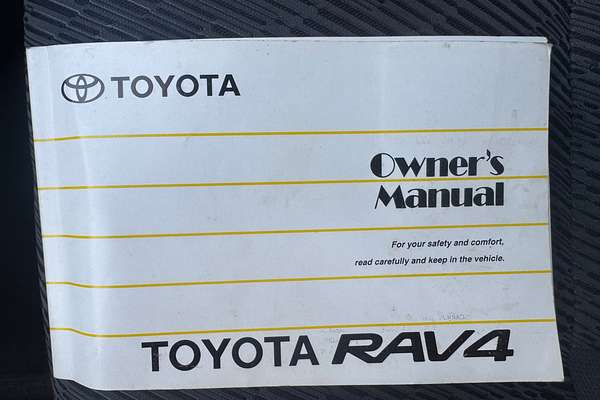 TOYOTA
Owner's
Manual
For your safety and comfort,
read carefully and keep in the vehicle.
TOYOTA RAV4